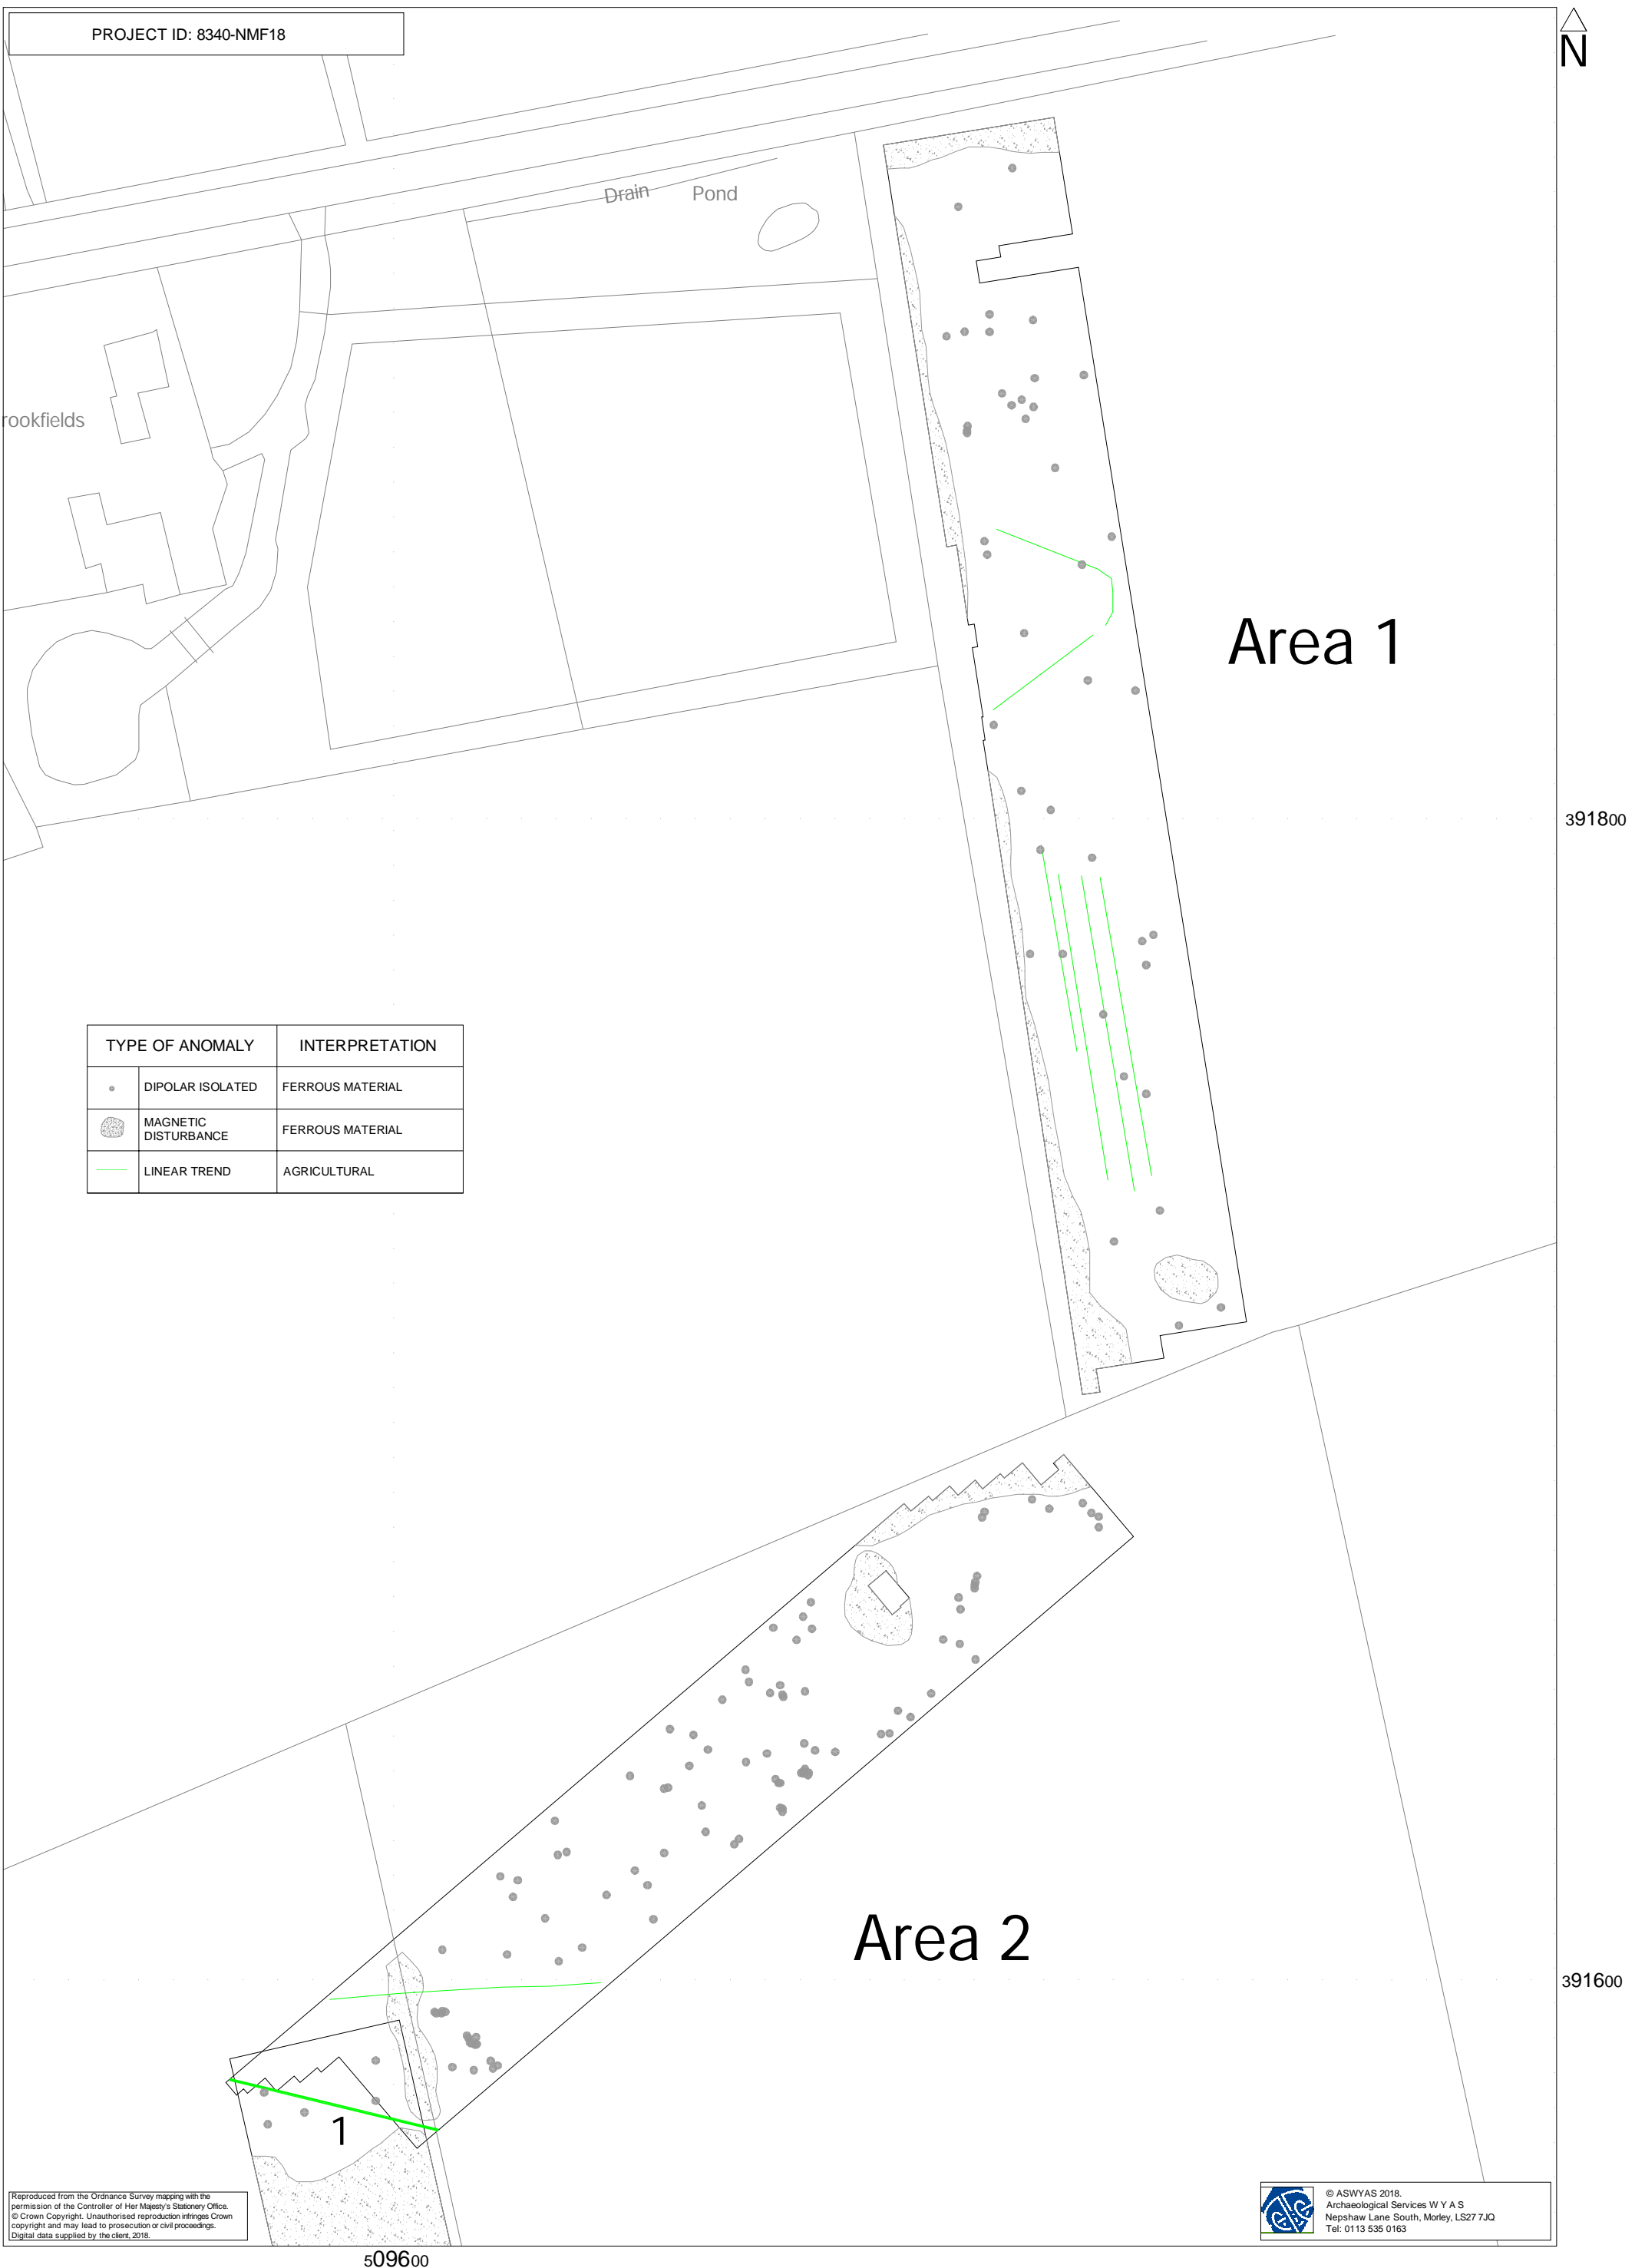 PROJECT ID: 8340-NMF18
N
Drain Pond
rookfields
Area 1
391800
TYPE OF ANOMALY INTERPRETATION
DIPOLAR ISOLATED FERROUS MATERIAL
MAGNETIC
DISTURBANCE FERROUS MATERIAL
LINEAR TREND AGRICULTURAL
Area 2
391600
1
Reproduced from the Ordnance Survey mapping with the
permission of the Controller of Her Majesty's Stationery Office.
© Crown Copyright. Unauthorised reproduction infringes Crown
copyright and may lead to prosecution or civil proceedings.
Digital data supplied by the client, 2018.
© ASWYAS 2018.
Archaeological Services W Y A S
Nepshaw Lane South, Morley, LS27 7JQ
Tel: 0113 535 0163
509600